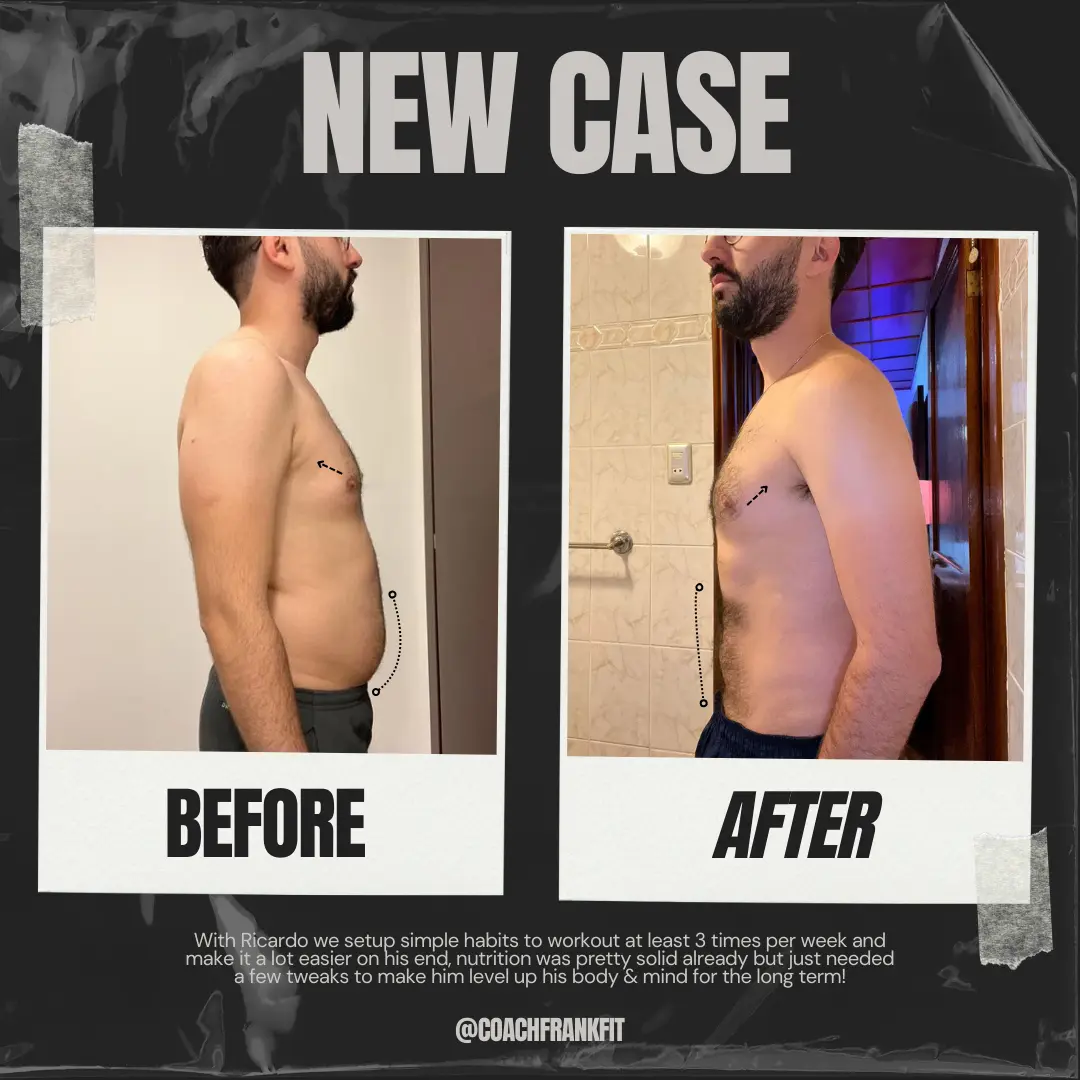 NEW CASE
BEFORE
AFTER
With Ricardo we setup simple habits to workout at least 3 times per week and
make it a lot easier on his end, nutrition was pretty solid already but just needed
a few tweaks to make him level up his body & mind for the long term!
@COACHFRANKFIT